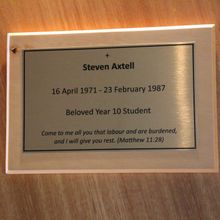 Steven Axtell
16 April 1971 - 23 February 1987
Beloved Year 10 Student
Come to me all you that labour and are burdened,
and I will give you rest. (Matthew 11:28)